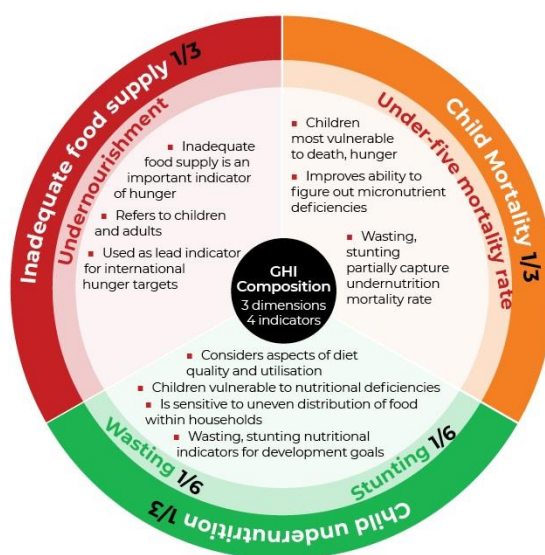 Inadequate food supply 1/3
Undernourishment
▪ Inadequate
food supply is an
important indicator
of hunger
▪ Refers to children
and adults
▪ Used as lead indicator
for international
hunger targets
Child Mortality 1/3
Under-five mortality rate
▪ Children
most vulnerable
to death, hunger
▪ Improves ability to
figure out micronutrient
deficiencies
▪ Wasting,
stunting
partially capture
undernutrition
mortality rate
GHI
Composition
3 dimensions
4 indicators
▪ Considers aspects of diet
quality and utilisation
▪ Children vulnerable to nutritional deficiencies
▪ Is sensitive to uneven distribution of food
within households
▪ Wasting, stunting nutritional
indicators for development goals
Wasting 1/6
Stunting 1/6
Child undernutrition 1/3